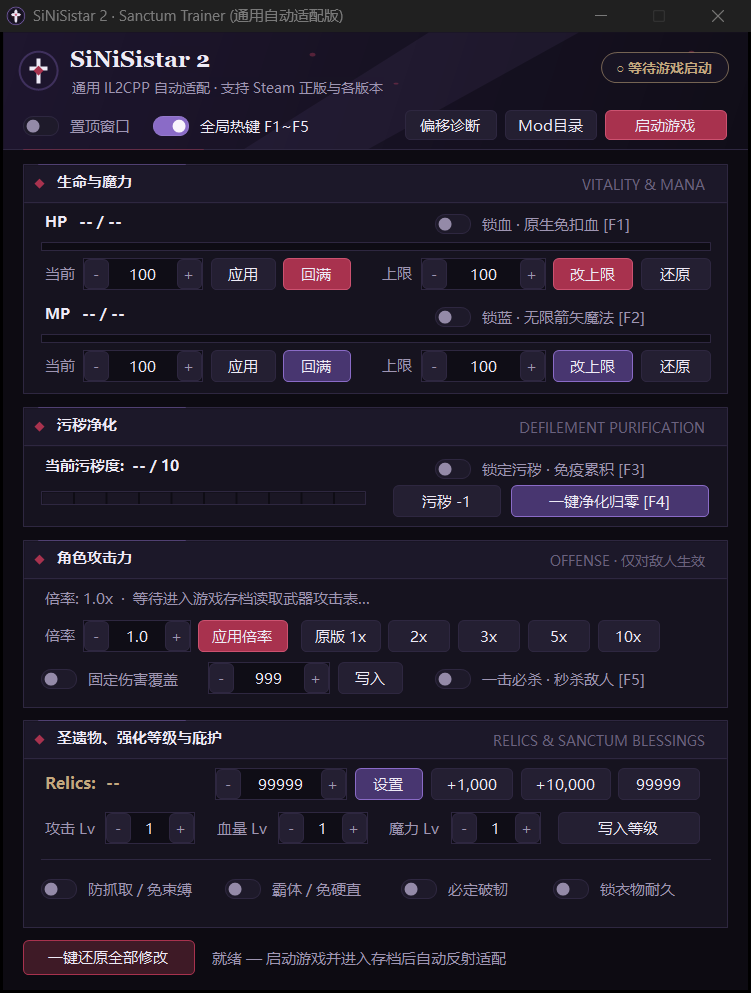 SiNiSistar 2 · Sanctum Trainer (通用自动适配版)
SiNiSistar 2
○ 等待游戏启动
通用 IL2CPP 自动适配 · 支持 Steam 正版与各版本
置顶窗口 全局热键 F1~F5 偏移诊断 Mod目录 启动游戏
生命与魔力 VITALITY & MANA
HP -- / -- 锁血 · 原生免扣血 [F1]
当前 - 100 + 应用 回满 上限 - 100 + 改上限 还原
MP -- / -- 锁蓝 · 无限箭矢魔法 [F2]
当前 - 100 + 应用 回满 上限 - 100 + 改上限 还原
污秽净化 DEFILEMENT PURIFICATION
当前污秽度: -- / 10 锁定污秽 · 免疫累积 [F3]
污秽 -1 一键净化归零 [F4]
角色攻击力 OFFENSE · 仅对敌人生效
倍率: 1.0x · 等待进入游戏存档读取武器攻击表...
倍率 - 1.0 + 应用倍率 原版 1x 2x 3x 5x 10x
固定伤害覆盖 - 999 + 写入 一击必杀 · 秒杀敌人 [F5]
圣遗物、强化等级与庇护 RELICS & SANCTUM BLESSINGS
Relics: -- - 99999 + 设置 +1,000 +10,000 99999
攻击 Lv - 1 + 血量 Lv - 1 + 魔力 Lv - 1 + 写入等级
防抓取 / 免束缚 霸体 / 免硬直 必定破韧 锁衣物耐久
一键还原全部修改 就绪 — 启动游戏并进入存档后自动反射适配